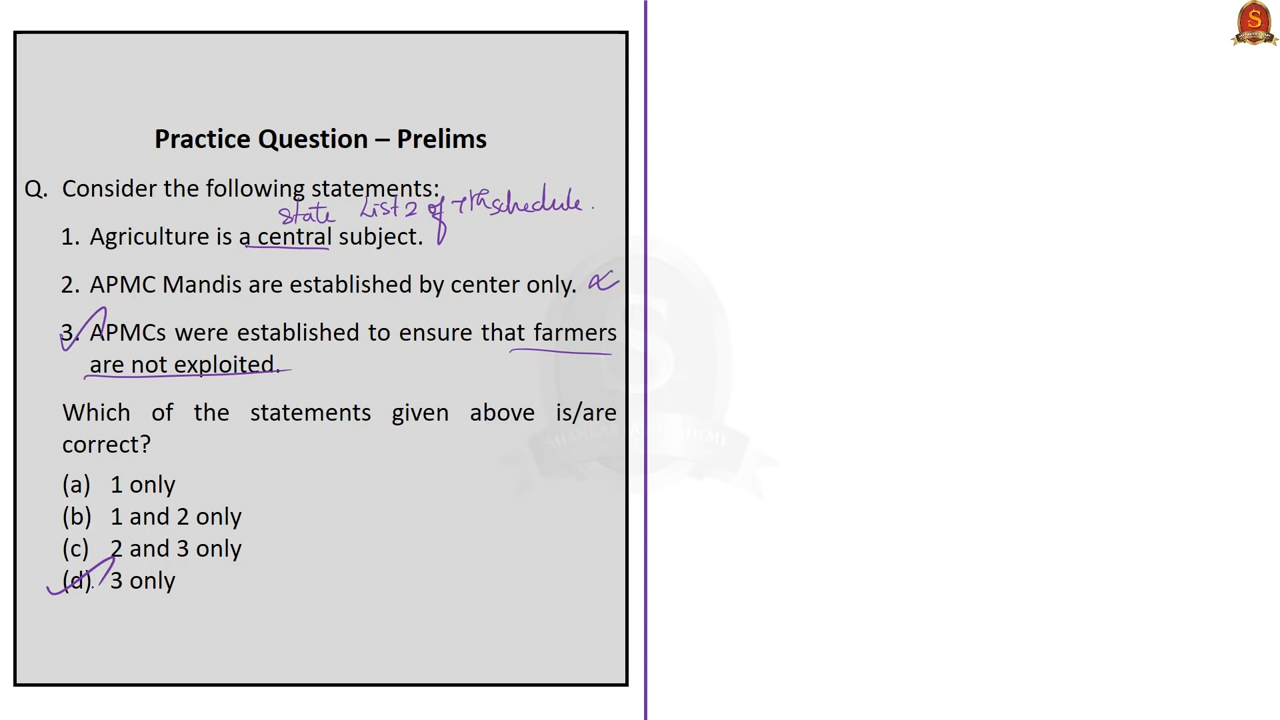 Practice Question – Prelims
Q. Consider the following statements:
state List 2 of 7th schedule.
1. Agriculture is a central subject.
2. APMC Mandis are established by center only.
3. APMCs were established to ensure that farmers
are not exploited.
Which of the statements given above is/are
correct?
(a) 1 only
(b) 1 and 2 only
(c) 2 and 3 only
(d) 3 only